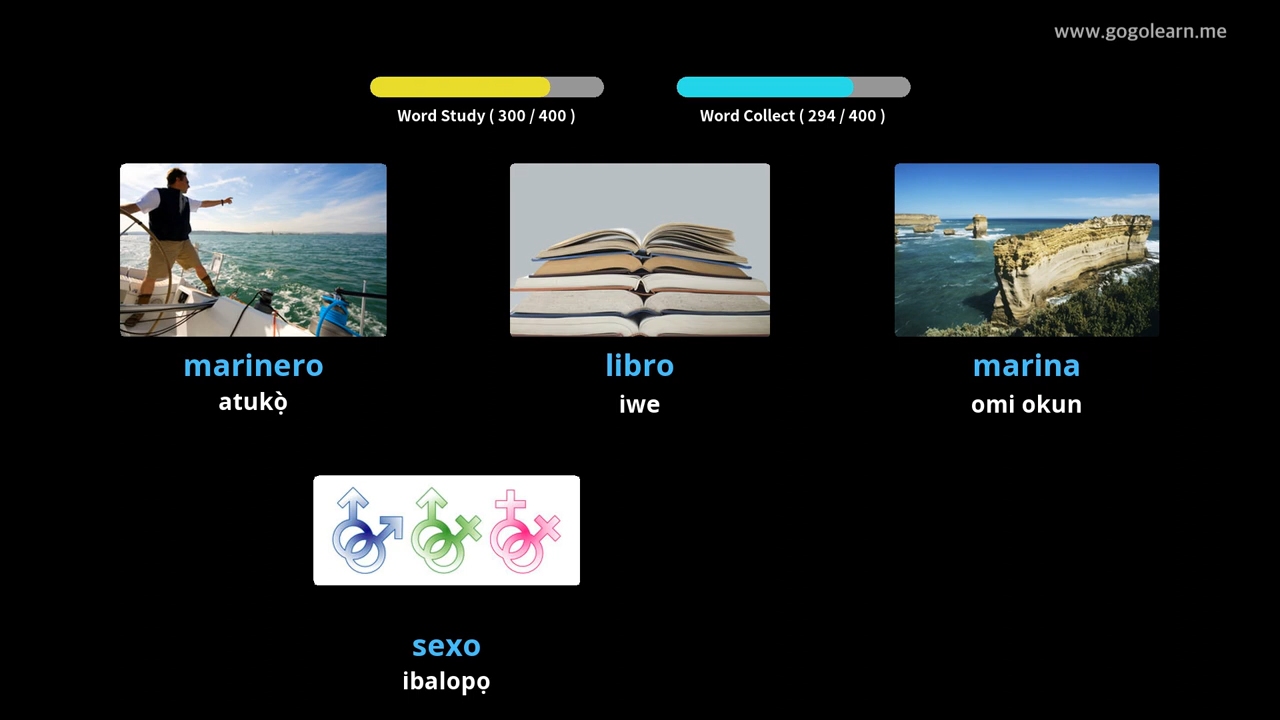 www.gogolearn.me
Word Study ( 300 / 400 )
Word Collect ( 294 / 400 )
marinero
atukọ̀
libro
iwe
marina
omi okun
sexo
ibalopọ